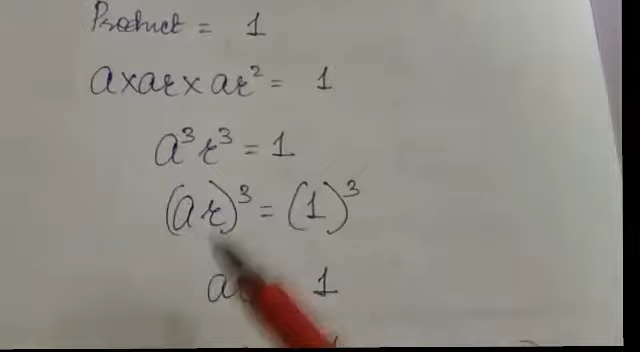 Product = 1
a×ar×ar² = 1
a³r³ = 1
(ar)³ = (1)³
a 1